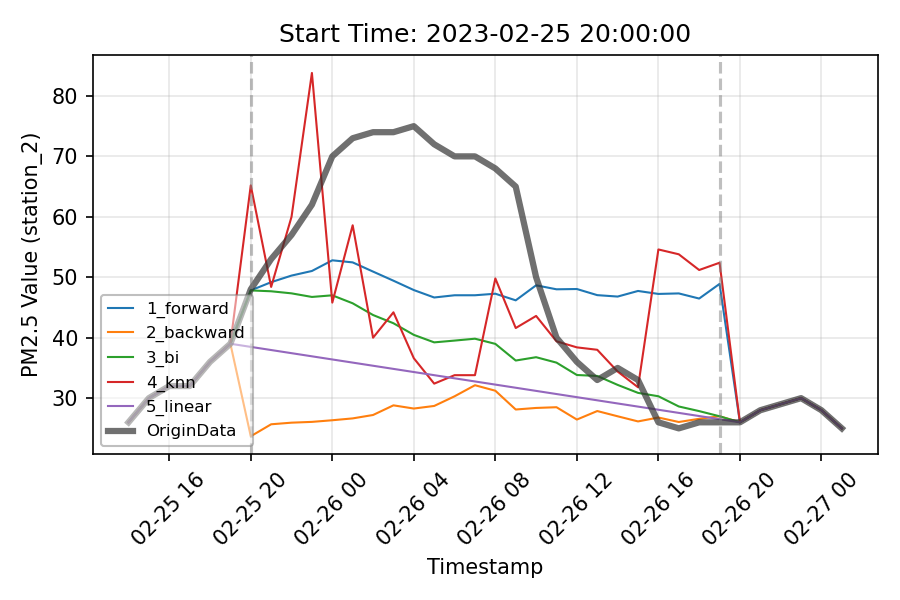 Start Time: 2023-02-25 20:00:00
PM2.5 Value (station_2)
80
70
60
50
40
30
1_forward
2_backward
3_bi
4_knn
5_linear
OriginData
02-25 16
02-25 20
02-26 00
02-26 04
02-26 08
02-26 12
02-26 16
02-26 20
02-27 00
Timestamp